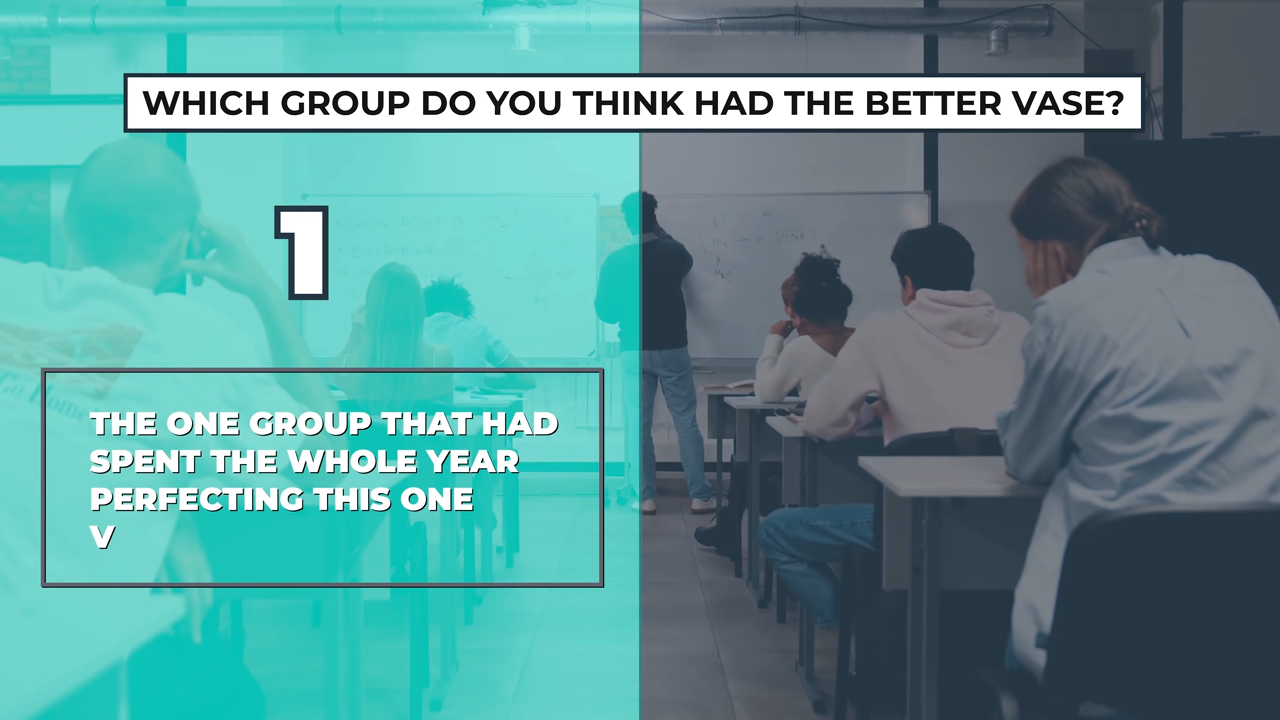 WHICH GROUP DO YOU THINK HAD THE BETTER VASE?
1
THE ONE GROUP THAT HAD
SPENT THE WHOLE YEAR
PERFECTING THIS ONE
V